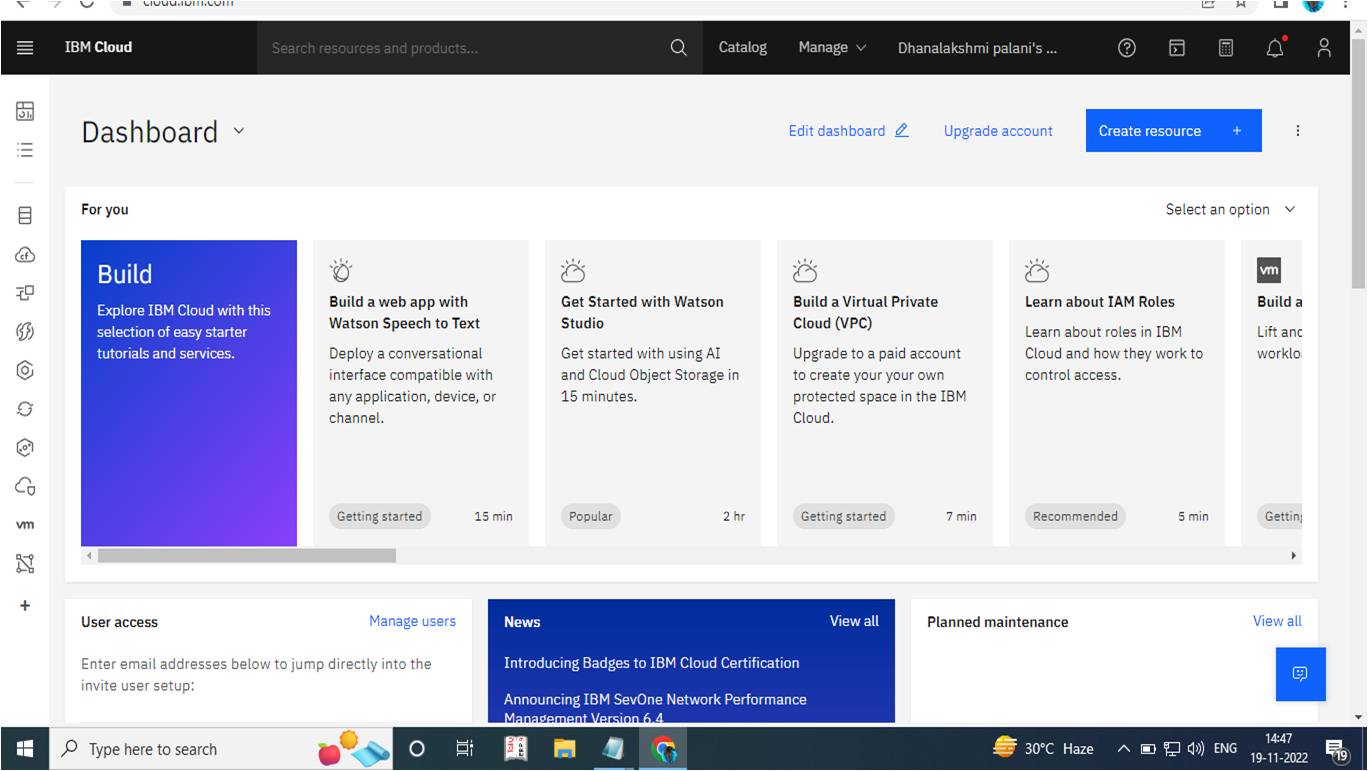 cloud.ibm.com
IBM Cloud
Search resources and products...
Catalog
Manage
Dhanalakshmi palani's ...
Dashboard
Edit dashboard
Upgrade account
Create resource +
For you
Select an option
Build
Explore IBM Cloud with this
selection of easy starter
tutorials and services.
Build a web app with
Watson Speech to Text
Deploy a conversational
interface compatible with
any application, device, or
channel.
Getting started
15 min
Get Started with Watson
Studio
Get started with using AI
and Cloud Object Storage in
15 minutes.
Popular
2 hr
Build a Virtual Private
Cloud (VPC)
Upgrade to a paid account
to create your your own
protected space in the IBM
Cloud.
Getting started
7 min
Learn about IAM Roles
Learn about roles in IBM
Cloud and how they work to
control access.
Recommended
5 min
vm
Build a
Lift and
vm
User access
Manage users
Enter email addresses below to jump directly into the
invite user setup:
News
View all
Introducing Badges to IBM Cloud Certification
Announcing IBM SevOne Network Performance
Management Version 6.4
Planned maintenance
View all
Type here to search
30°C Haze
ENG
14:47
19-11-2022
19